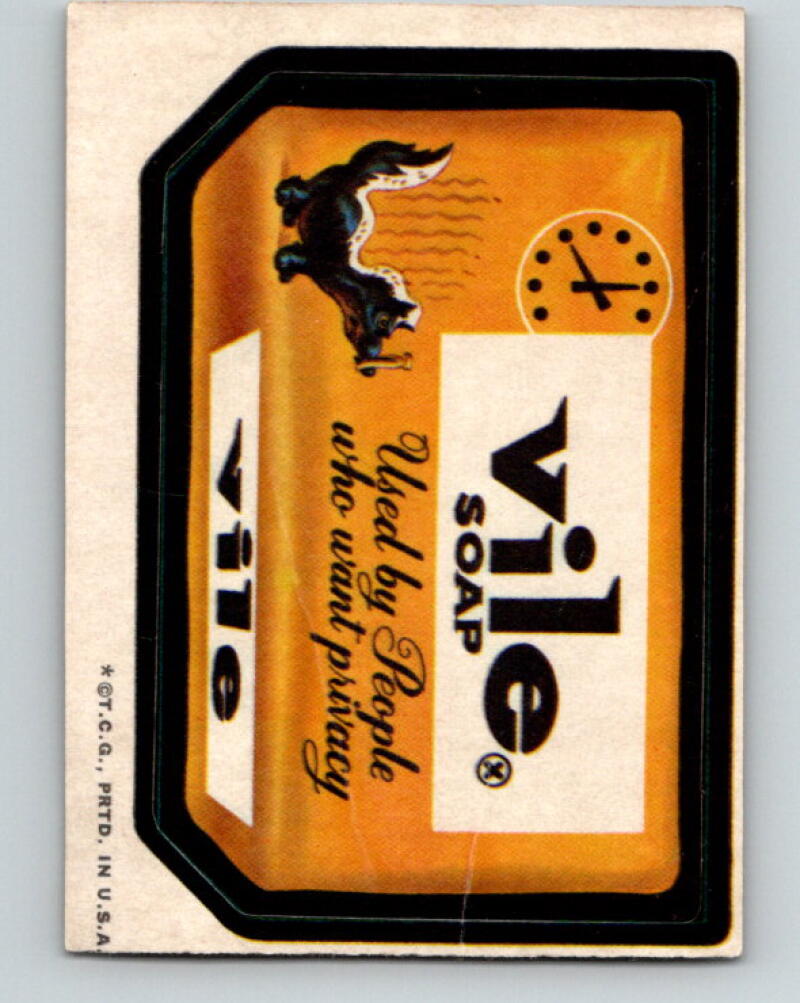 vile
SOAP
®
Used by People
who want privacy
vile
* © T.C.G., PRTD. IN U.S.A.